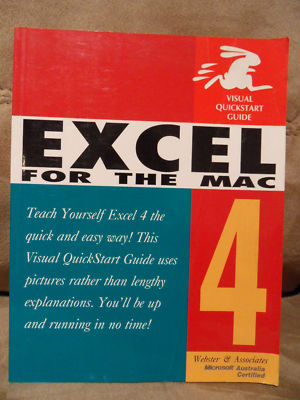 VISUAL
QUICKSTART
GUIDE
EXCEL
FOR THE MAC
4
Teach Yourself Excel 4 the
quick and easy way! This
Visual QuickStart Guide uses
pictures rather than lengthy
explanations. You'll be up
and running in no time!
Webster & Associates
Microsoft Australia
Certified